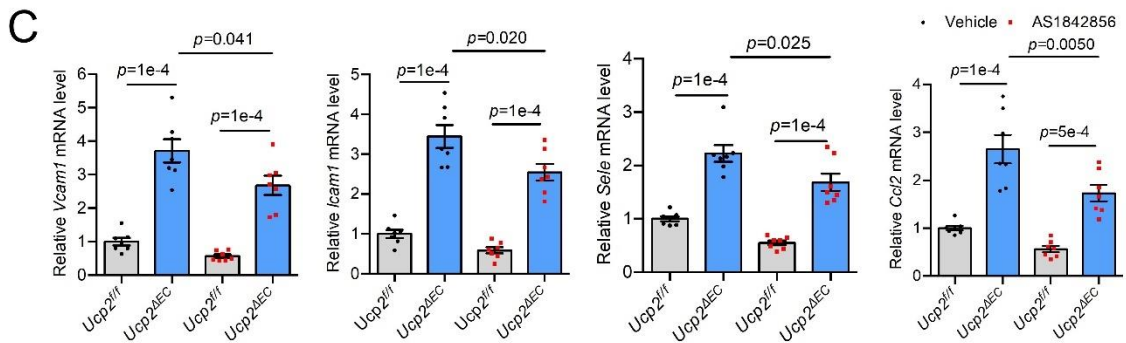 C
Vehicle AS1842856
p=0.041
p=1e-4
p=1e-4
Relative Vcam1 mRNA level
6
5
4
3
2
1
0
Ucp2f/f
Ucp2ΔEC
Ucp2f/f
Ucp2ΔEC
p=0.020
p=1e-4
p=1e-4
Relative Icam1 mRNA level
5
4
3
2
1
0
Ucp2f/f
Ucp2ΔEC
Ucp2f/f
Ucp2ΔEC
p=0.025
p=1e-4
p=1e-4
Relative Sele mRNA level
4
3
2
1
0
Ucp2f/f
Ucp2ΔEC
Ucp2f/f
Ucp2ΔEC
p=0.0050
p=1e-4
p=5e-4
Relative Ccl2 mRNA level
4
3
2
1
0
Ucp2f/f
Ucp2ΔEC
Ucp2f/f
Ucp2ΔEC